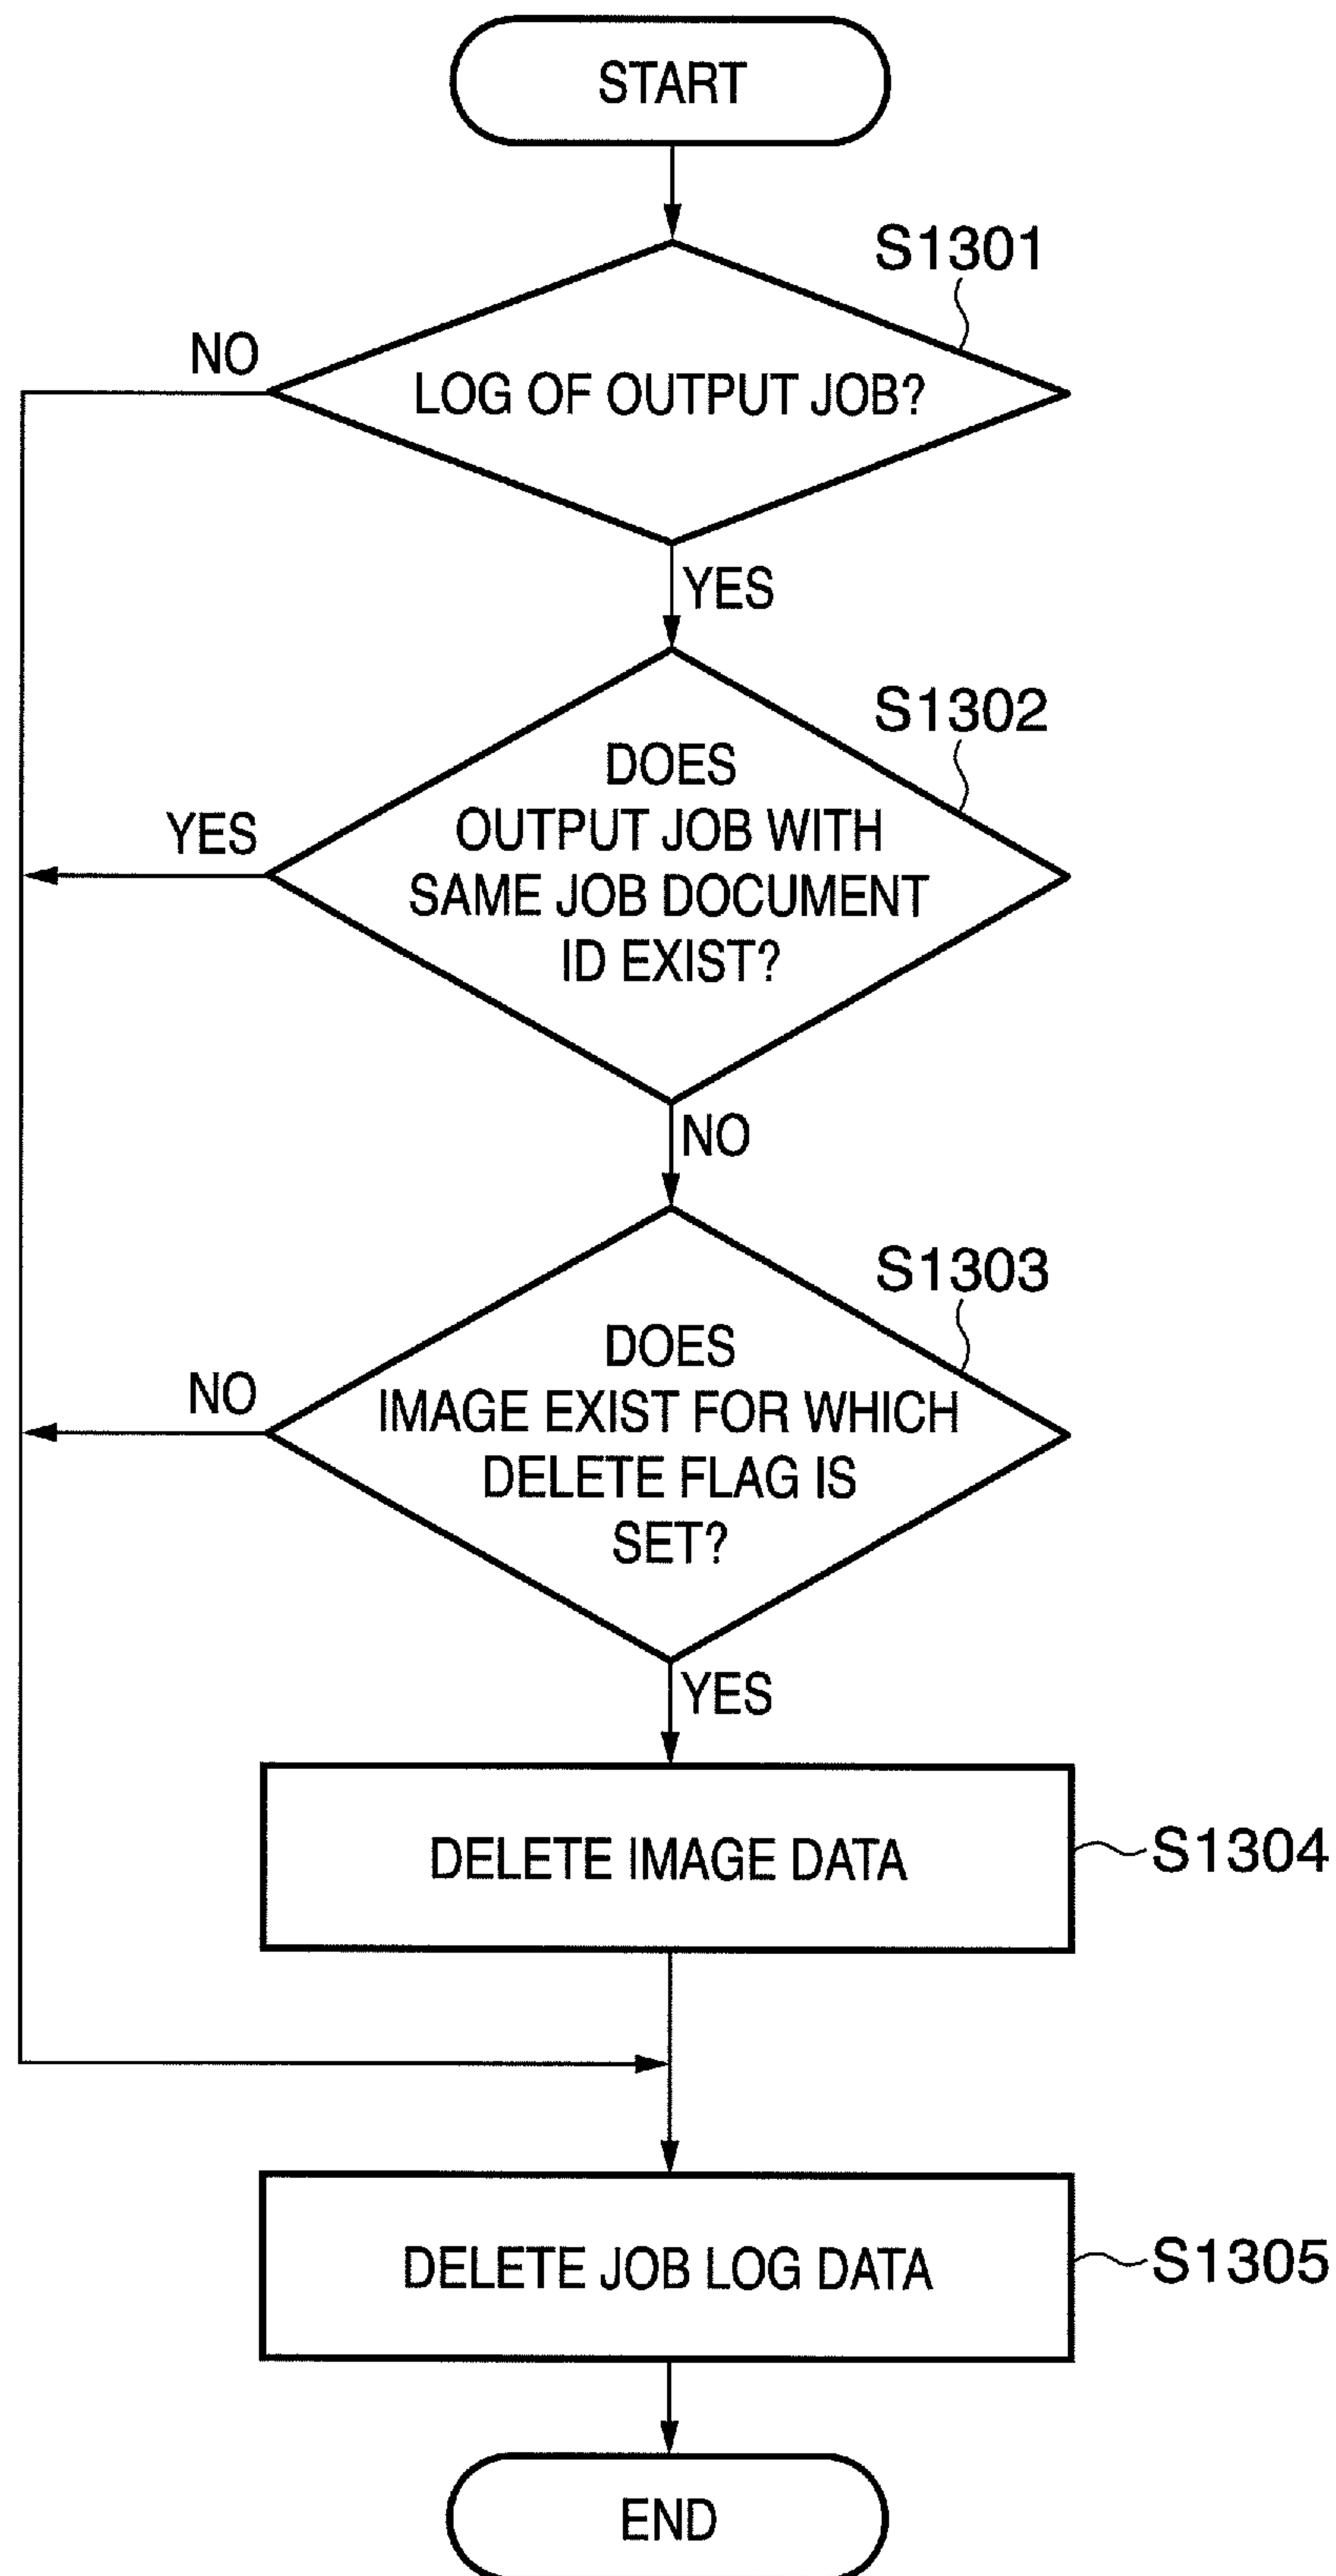 START
S1301
NO
LOG OF OUTPUT JOB?
YES
S1302
DOES
OUTPUT JOB WITH
SAME JOB DOCUMENT
ID EXIST?
YES
NO
S1303
DOES
IMAGE EXIST FOR WHICH
DELETE FLAG IS
SET?
NO
YES
DELETE IMAGE DATA
S1304
DELETE JOB LOG DATA
S1305
END